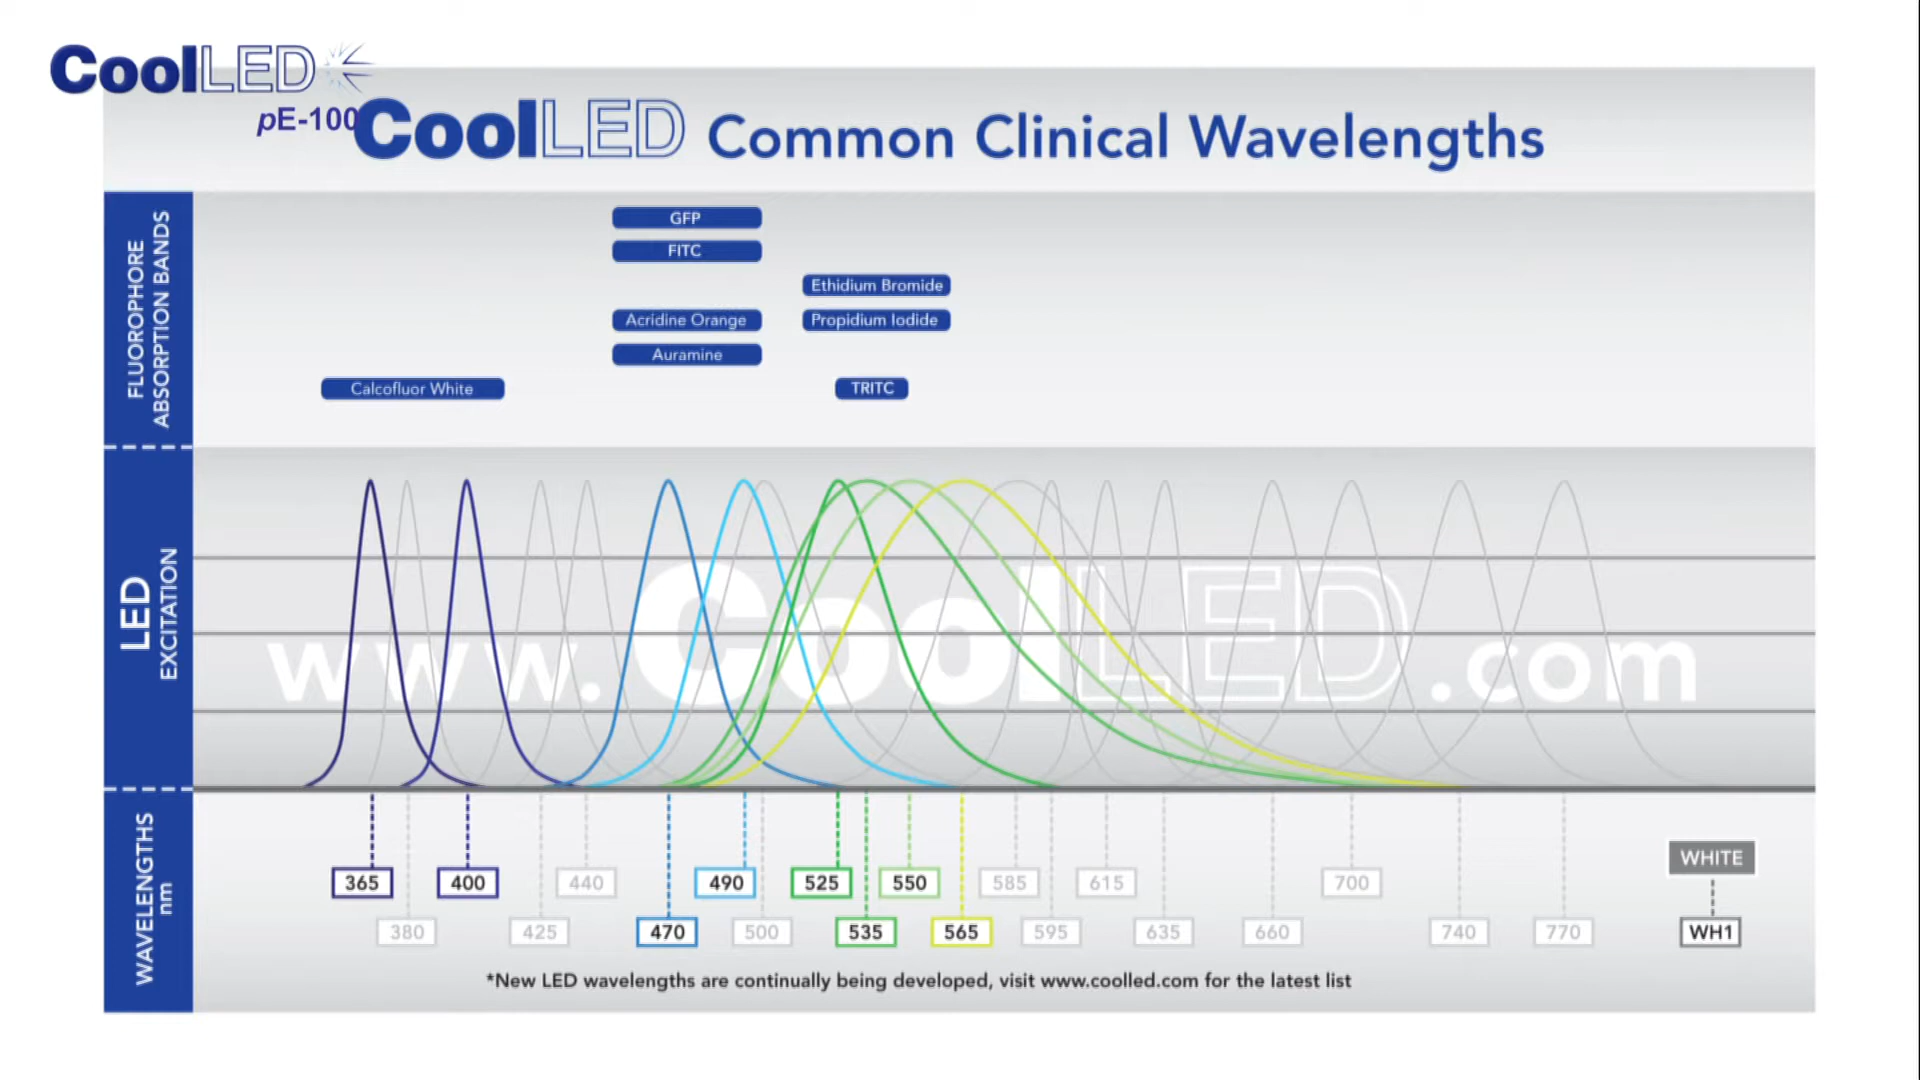 CoolLED
pE-100
CoolLED Common Clinical Wavelengths
FLUOROPHORE
ABSORPTION BANDS
GFP
FITC
Ethidium Bromide
Acridine Orange
Propidium Iodide
Auramine
Calcofluor White
TRITC
LED
EXCITATION
www.CoolLED.com
WAVELENGTHS
nm
WHITE
365
400
440
490
525
550
585
615
700
380
425
470
500
535
565
595
635
660
740
770
WH1
*New LED wavelengths are continually being developed, visit www.coolled.com for the latest list